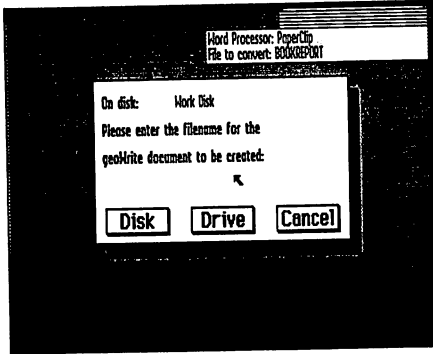 Word Processor: PaperClip
File to convert: BOOKREPORT
On disk: Work Disk
Please enter the filename for the
geoWrite document to be created:
Disk Drive Cancel